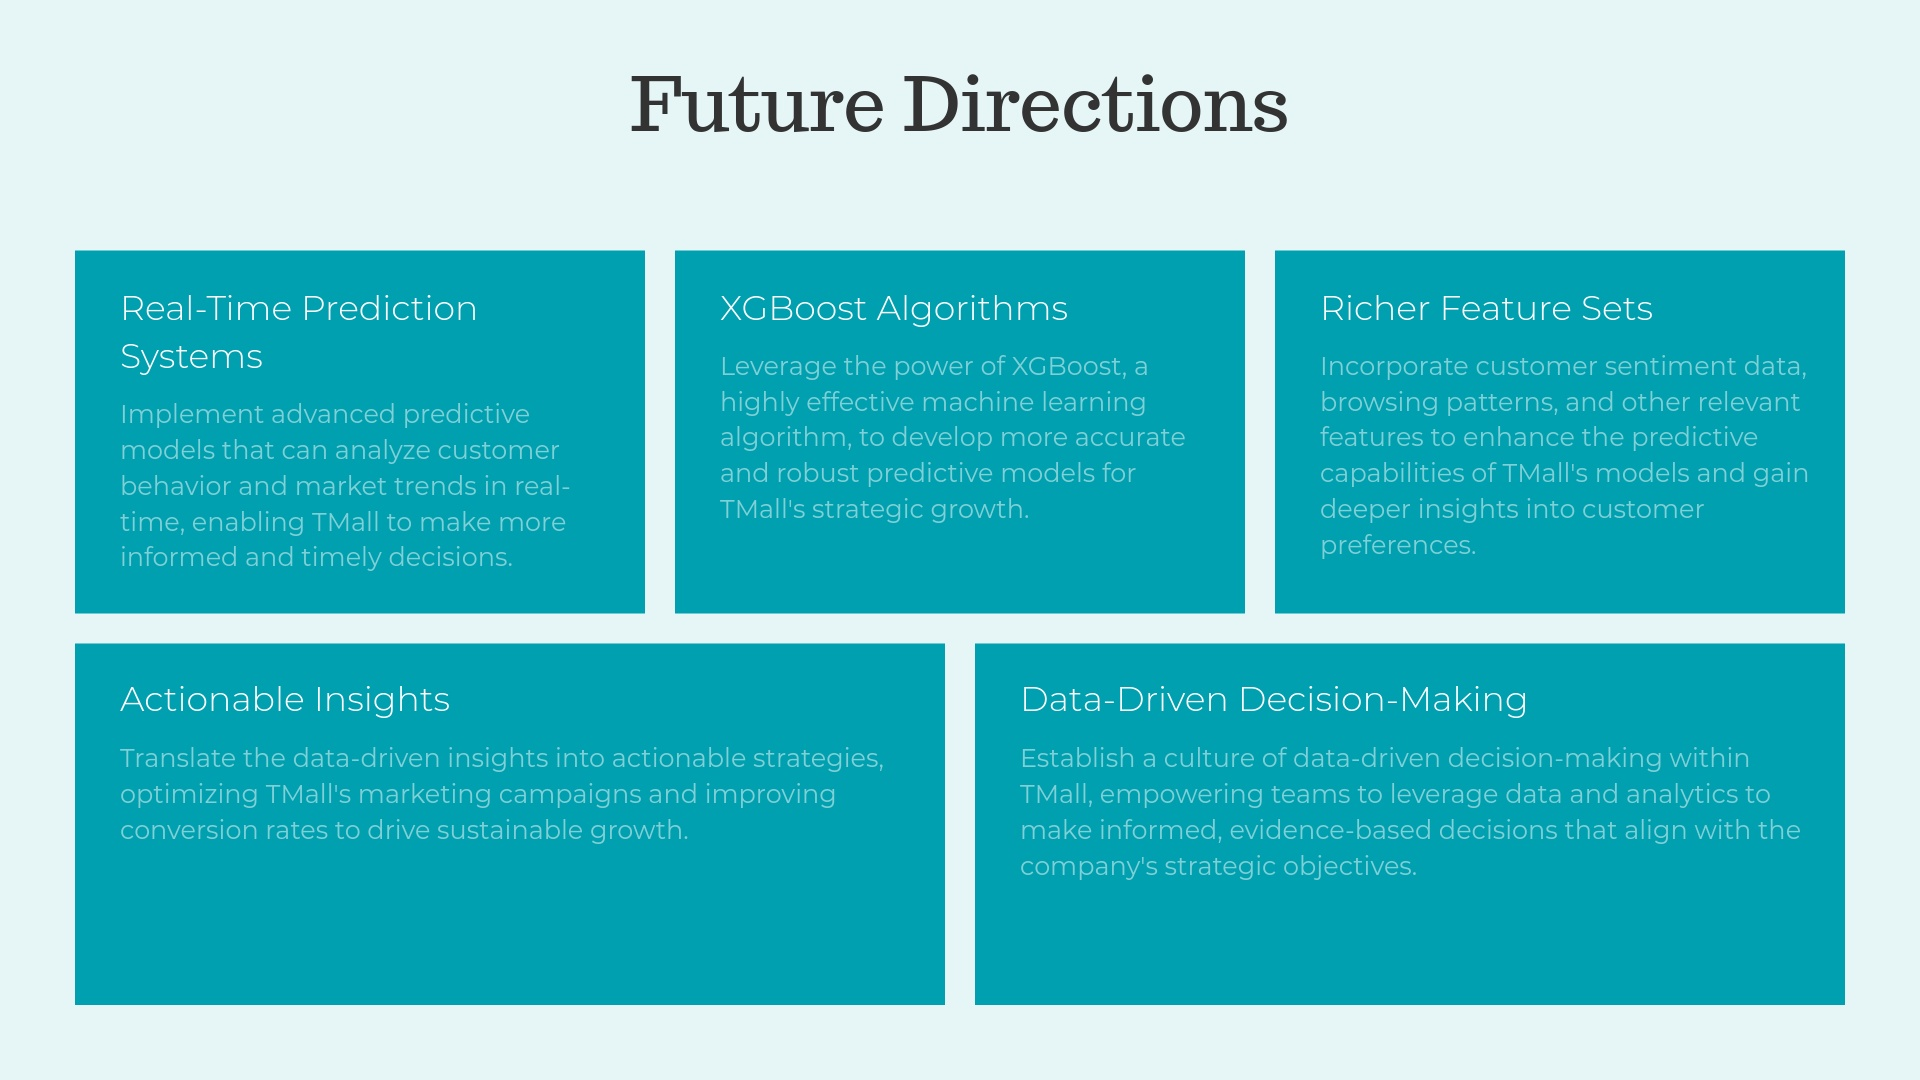 Future Directions
Real-Time Prediction
Systems
Implement advanced predictive
models that can analyze customer
behavior and market trends in real-
time, enabling TMall to make more
informed and timely decisions.
XGBoost Algorithms
Leverage the power of XGBoost, a
highly effective machine learning
algorithm, to develop more accurate
and robust predictive models for
TMall's strategic growth.
Richer Feature Sets
Incorporate customer sentiment data,
browsing patterns, and other relevant
features to enhance the predictive
capabilities of TMall's models and gain
deeper insights into customer
preferences.
Actionable Insights
Translate the data-driven insights into actionable strategies,
optimizing TMall's marketing campaigns and improving
conversion rates to drive sustainable growth.
Data-Driven Decision-Making
Establish a culture of data-driven decision-making within
TMall, empowering teams to leverage data and analytics to
make informed, evidence-based decisions that align with the
company's strategic objectives.